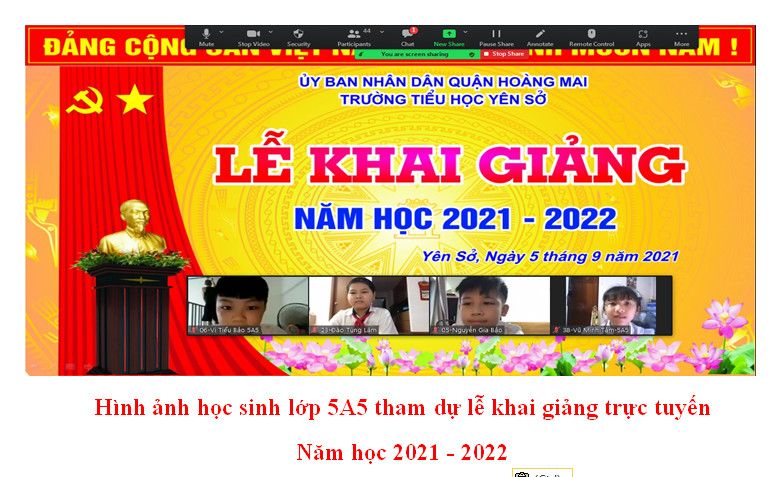 ĐẢNG CỘNG SẢN VIỆT NA MUÔN NĂM !
Mute
Stop Video
Security
44
Participants
1
Chat
New Share
Pause Share
Annotate
Remote Control
Apps
More
You are screen sharing
Stop Share
ỦY BAN NHÂN DÂN QUẬN HOÀNG MAI
TRƯỜNG TIỂU HỌC YÊN SỞ
LỄ KHAI GIẢNG
NĂM HỌC 2021 - 2022
Yên Sở, Ngày 5 tháng 9 năm 2021
06-Vi Tiểu Bảo 5A5
21-Đào Tùng Lâm
05-Nguyễn Gia Bảo
38-Vũ Minh Tâm-5A5
Hình ảnh học sinh lớp 5A5 tham dự lễ khai giảng trực tuyến
Năm học 2021 - 2022
(Ctrl)